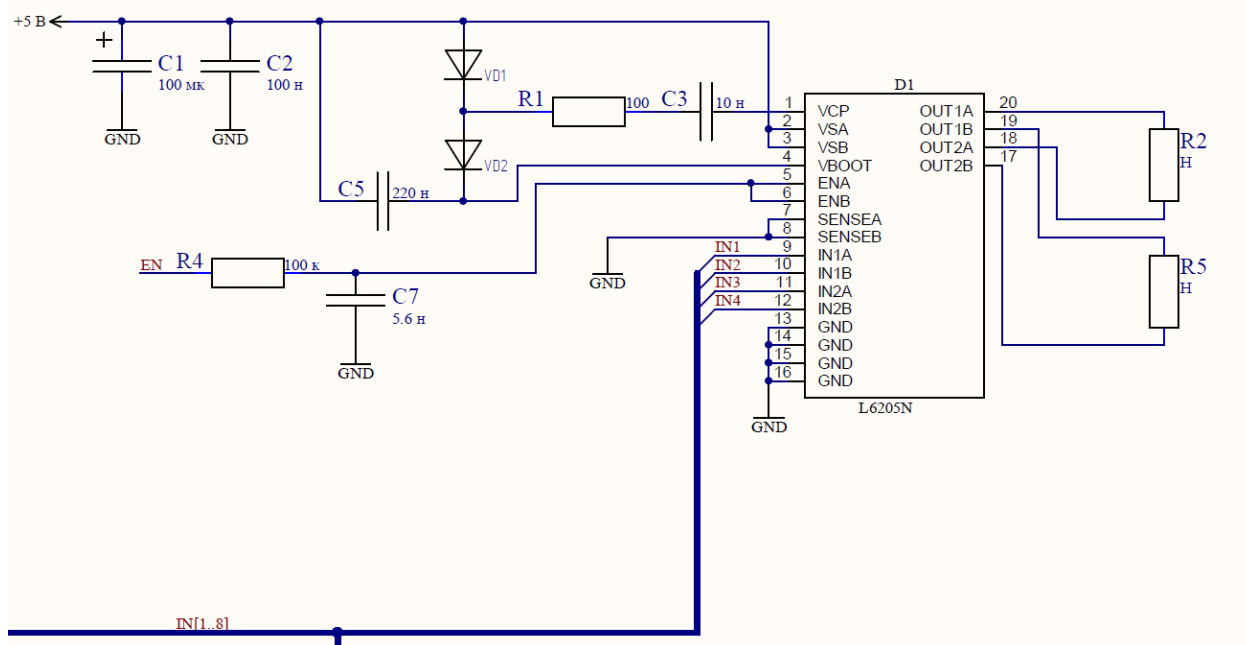 +5 В
+
C1
100 мк
C2
100 н
GND
GND
VD1
VD2
R1
100
C3
10 н
C5
220 н
EN
R4
100 к
C7
5.6 н
GND
GND
D1
1
VCP
2
VSA
3
VSB
4
VBOOT
5
ENA
6
ENB
7
SENSEA
8
SENSEB
IN1
9
IN1A
IN2
10
IN1B
IN3
11
IN2A
IN4
12
IN2B
13
GND
14
GND
15
GND
16
GND
GND
OUT1A
20
OUT1B
19
OUT2A
18
OUT2B
17
L6205N
R2
Н
R5
Н
IN[1..8]